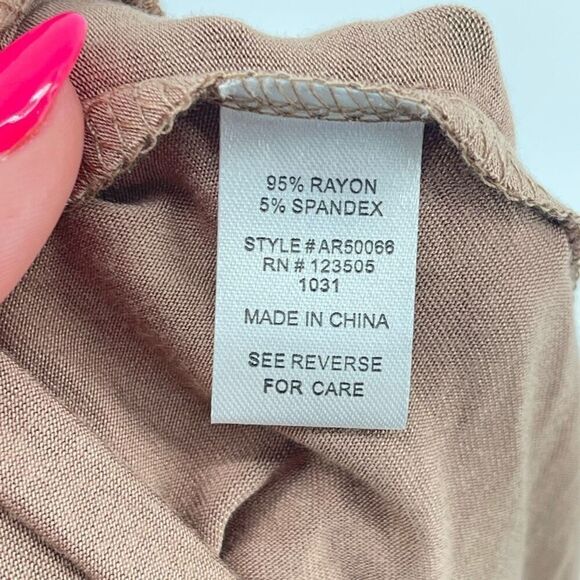 95% RAYON
5% SPANDEX
STYLE # AR50066
RN # 123505
1031
MADE IN CHINA
SEE REVERSE
FOR CARE